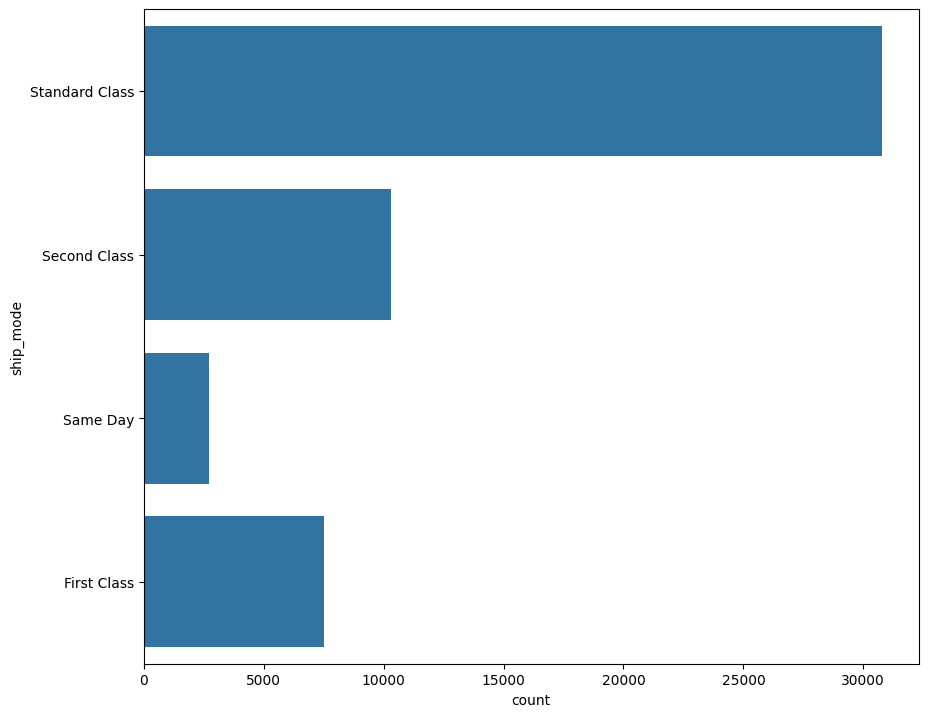 Standard Class
Second Class
Same Day
First Class
ship_mode
0 5000 10000 15000 20000 25000 30000
count